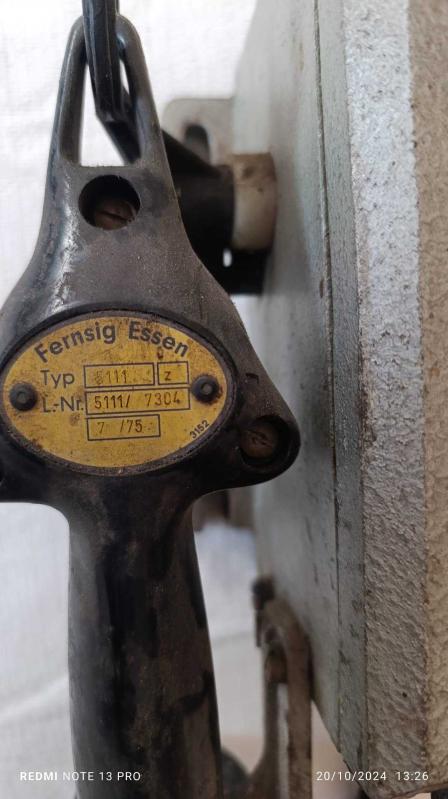 Fernsig Essen
Typ 5111 z
L.-Nr. 5111/ 7304
7 /75
3152
REDMI NOTE 13 PRO
20/10/2024 13:26